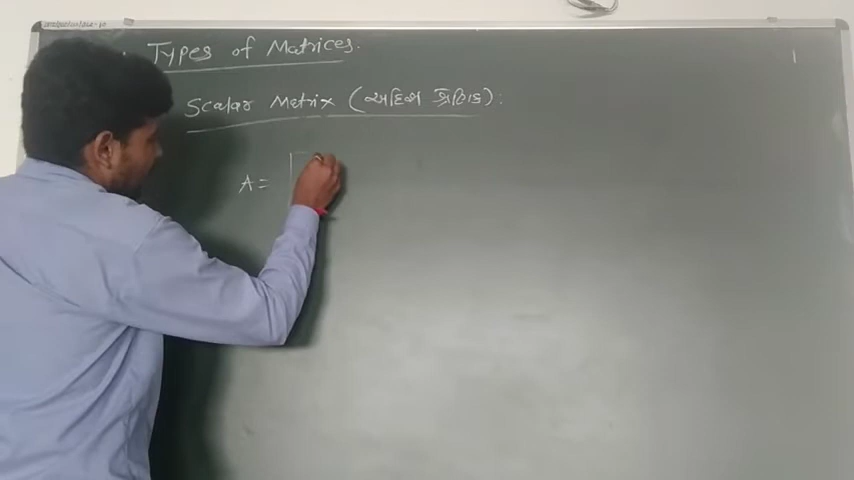 Types of Matrices.
Scalar Matrix (અદિશ શ્રેણિક):
A =